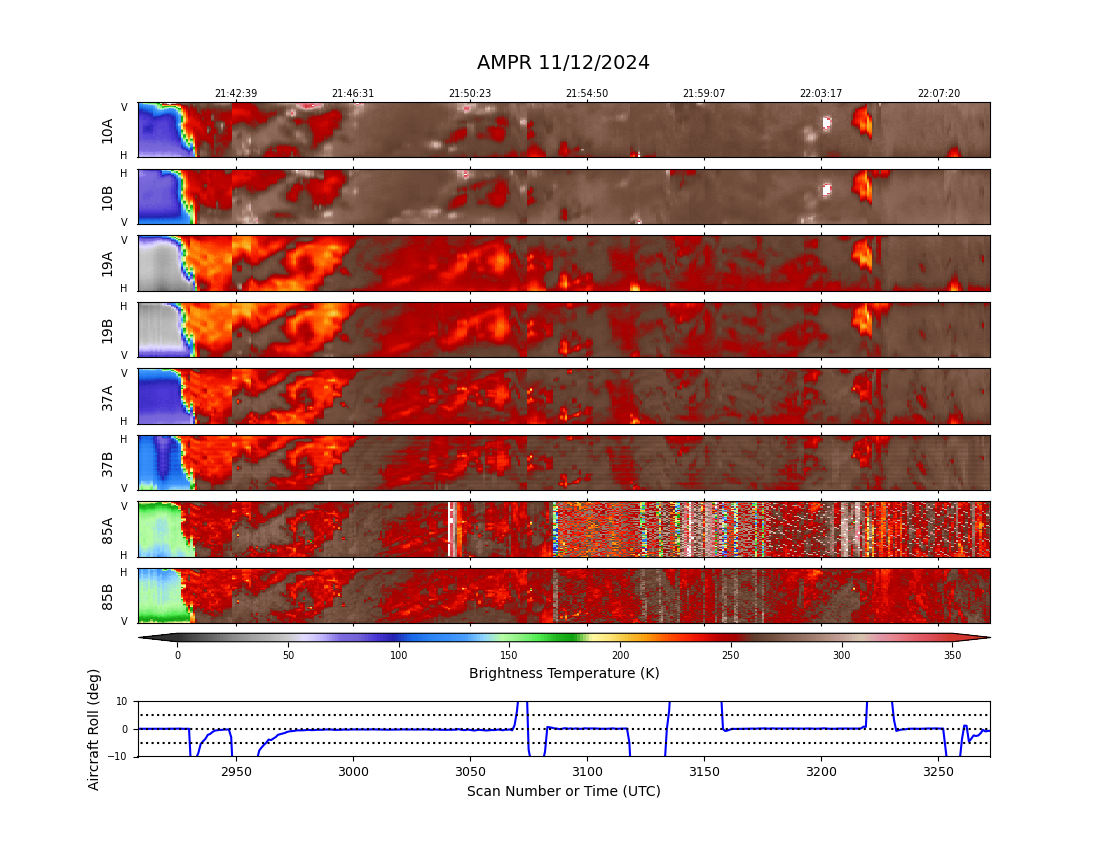 AMPR 11/12/2024
21:42:39 21:46:31 21:50:23 21:54:50 21:59:07 22:03:17 22:07:20
V
10A
H
H
10B
V
V
19A
H
H
19B
V
V
37A
H
H
37B
V
V
85A
H
H
85B
V
0 50 100 150 200 250 300 350
Brightness Temperature (K)
Aircraft Roll (deg)
10
0
−10
2950 3000 3050 3100 3150 3200 3250
Scan Number or Time (UTC)